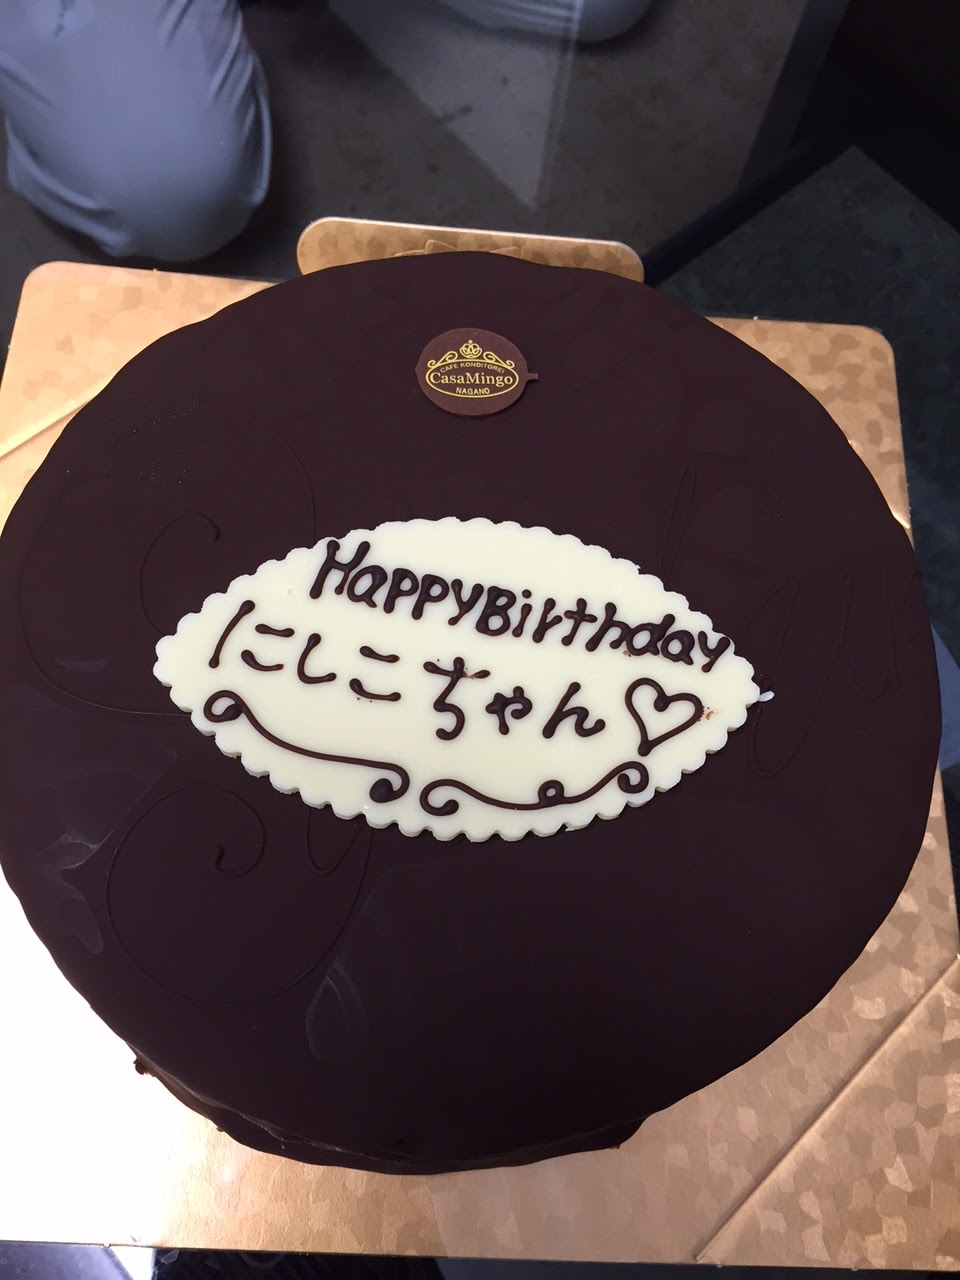 CAFE KONDITOREI
CasaMingo
NAGANO
HappyBirthday
にしこちゃん♡